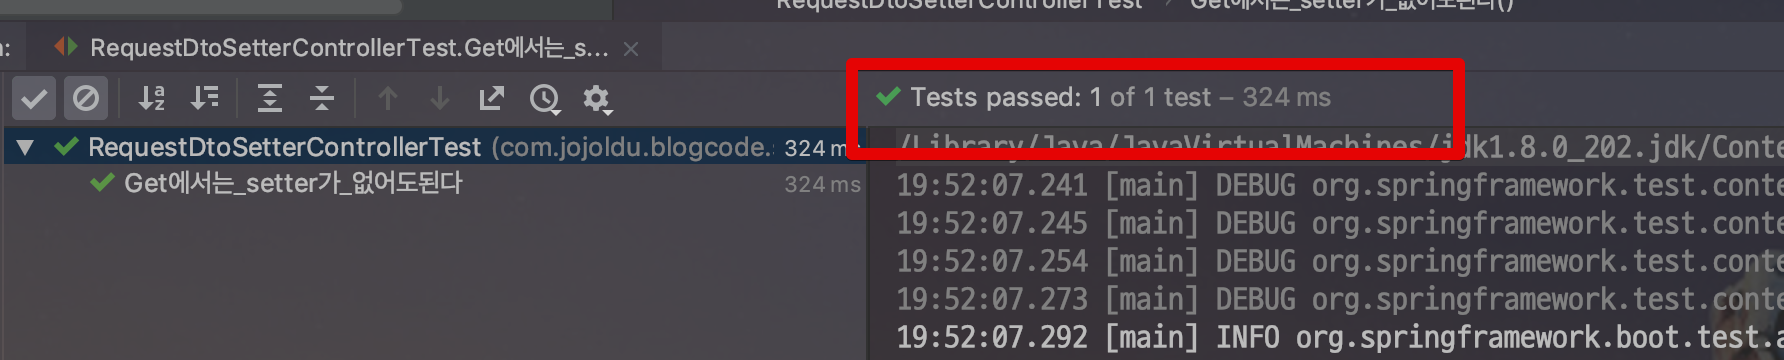 RequestDtoSetterControllerTest › Get에서는_setter가_없어도된다()
RequestDtoSetterControllerTest.Get에서는_s... ×
Tests passed: 1 of 1 test – 324 ms
RequestDtoSetterControllerTest (com.jojoldu.blogcode. 324 ms
Get에서는_setter가_없어도된다 324 ms
/Library/Java/JavaVirtualMachines/jdk1.8.0_202.jdk/Conte
19:52:07.241 [main] DEBUG org.springframework.test.conte
19:52:07.245 [main] DEBUG org.springframework.test.conte
19:52:07.254 [main] DEBUG org.springframework.test.conte
19:52:07.273 [main] DEBUG org.springframework.test.conte
19:52:07.292 [main] INFO org.springframework.boot.test.a